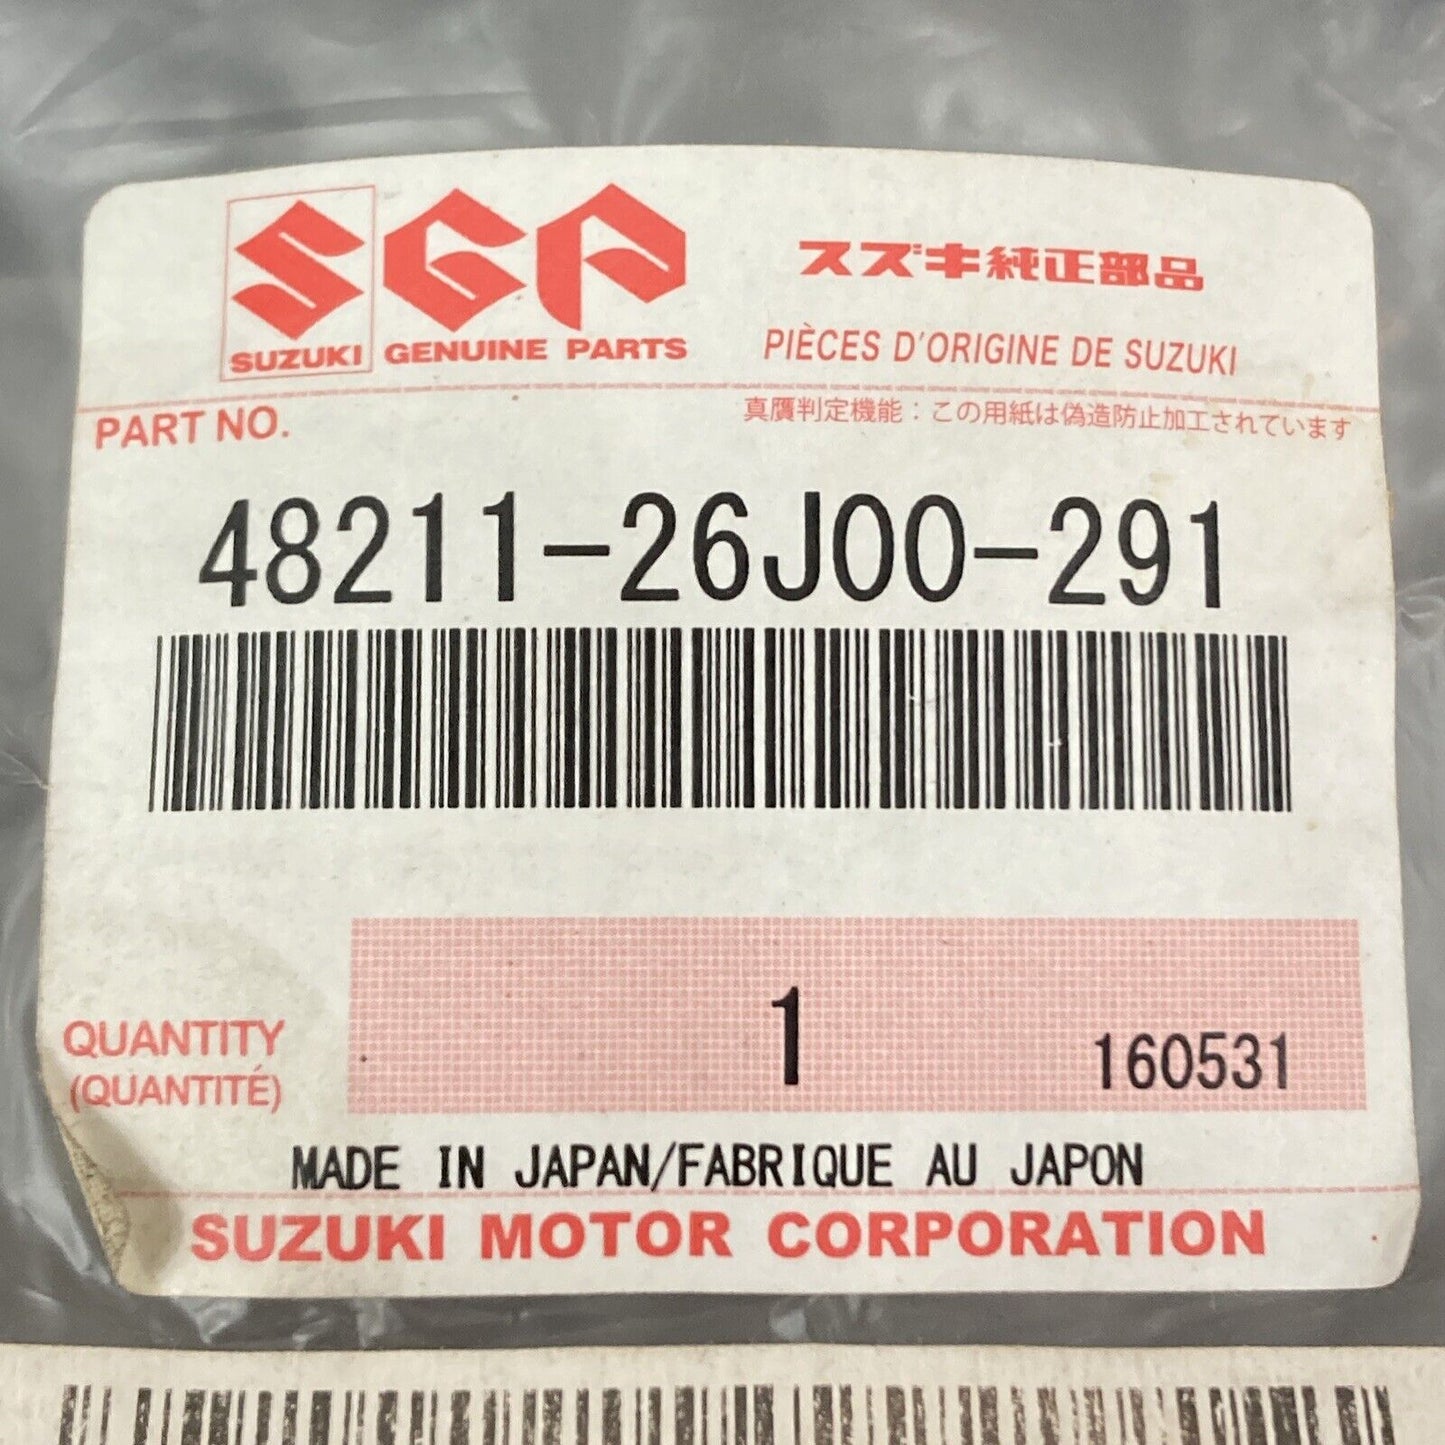 SGP
SUZUKI GENUINE PARTS
スズキ純正部品
PIÈCES D'ORIGINE DE SUZUKI
PART NO.
真贋判定機能：この用紙は偽造防止加工されています
48211-26J00-291
QUANTITY
(QUANTITÉ)
1
160531
MADE IN JAPAN/FABRIQUE AU JAPON
SUZUKI MOTOR CORPORATION